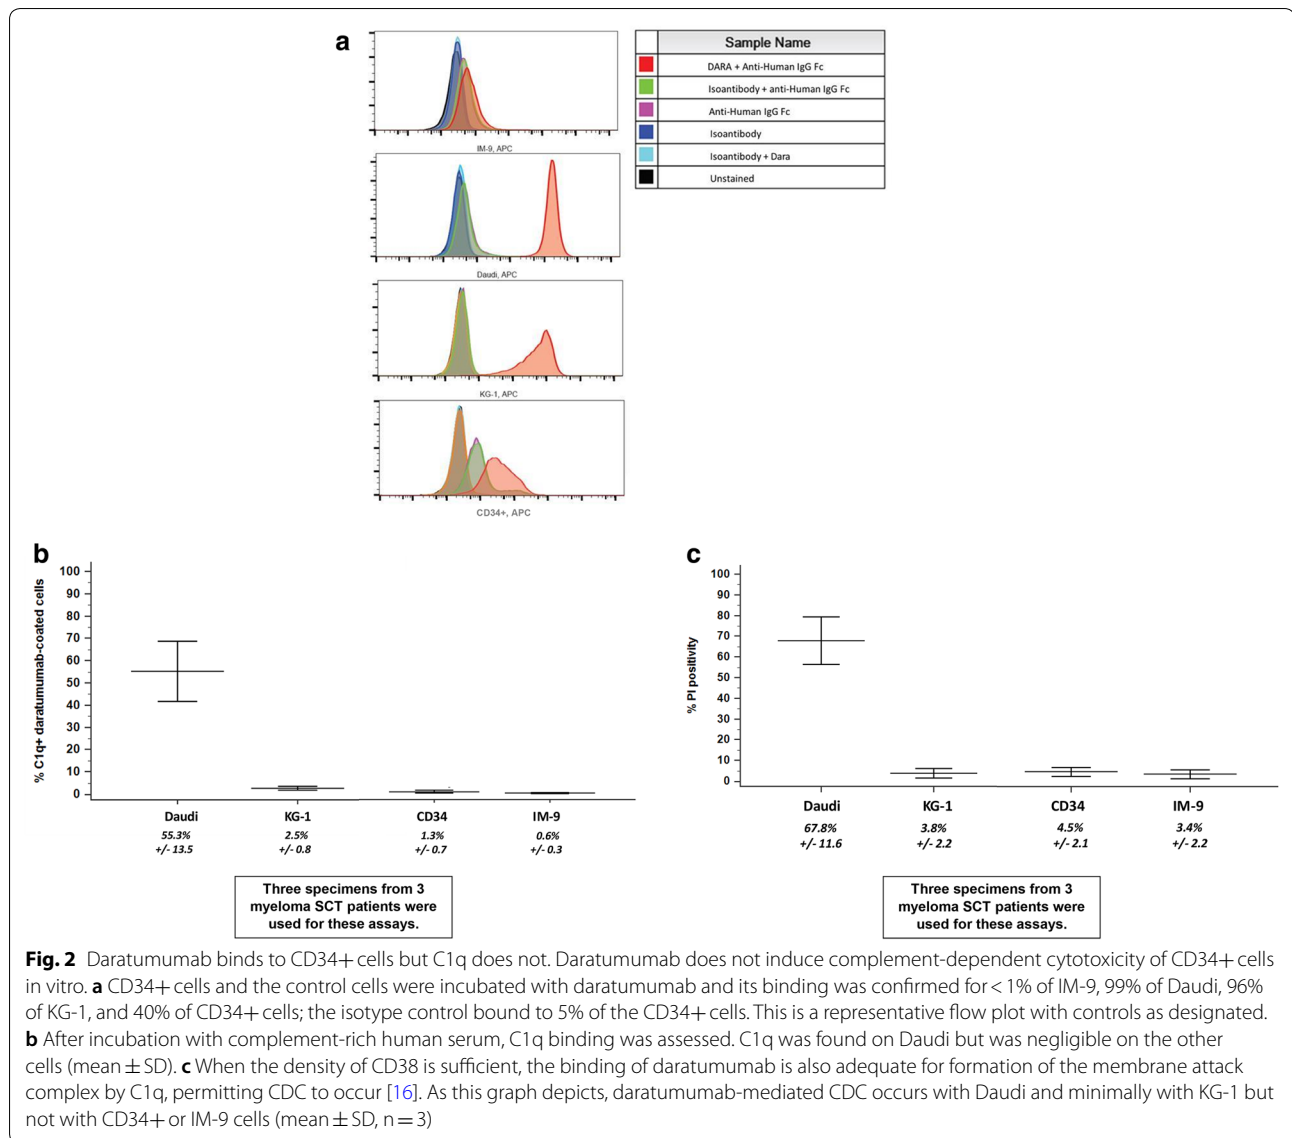 a
Sample Name
DARA + Anti-Human IgG Fc
Isoantibody + anti-Human IgG Fc
Anti-Human IgG Fc
Isoantibody
Isoantibody + Dara
Unstained
IM-9, APC
Daudi, APC
KG-1, APC
CD34+, APC
b
% C1q+ daratumumab-coated cells
100
90
80
70
60
50
40
30
20
10
0
Daudi KG-1 CD34 IM-9
55.3% 2.5% 1.3% 0.6%
+/- 13.5 +/- 0.8 +/- 0.7 +/- 0.3
Three specimens from 3
myeloma SCT patients were
used for these assays.
c
% PI positivity
100
90
80
70
60
50
40
30
20
10
0
Daudi KG-1 CD34 IM-9
67.8% 3.8% 4.5% 3.4%
+/- 11.6 +/- 2.2 +/- 2.1 +/- 2.2
Three specimens from 3
myeloma SCT patients were
used for these assays.
Fig. 2 Daratumumab binds to CD34+ cells but C1q does not. Daratumumab does not induce complement-dependent cytotoxicity of CD34+ cells
in vitro. a CD34+ cells and the control cells were incubated with daratumumab and its binding was confirmed for < 1% of IM-9, 99% of Daudi, 96%
of KG-1, and 40% of CD34+ cells; the isotype control bound to 5% of the CD34+ cells. This is a representative flow plot with controls as designated.
b After incubation with complement-rich human serum, C1q binding was assessed. C1q was found on Daudi but was negligible on the other
cells (mean ± SD). c When the density of CD38 is sufficient, the binding of daratumumab is also adequate for formation of the membrane attack
complex by C1q, permitting CDC to occur [16]. As this graph depicts, daratumumab-mediated CDC occurs with Daudi and minimally with KG-1 but
not with CD34+ or IM-9 cells (mean ± SD, n = 3)